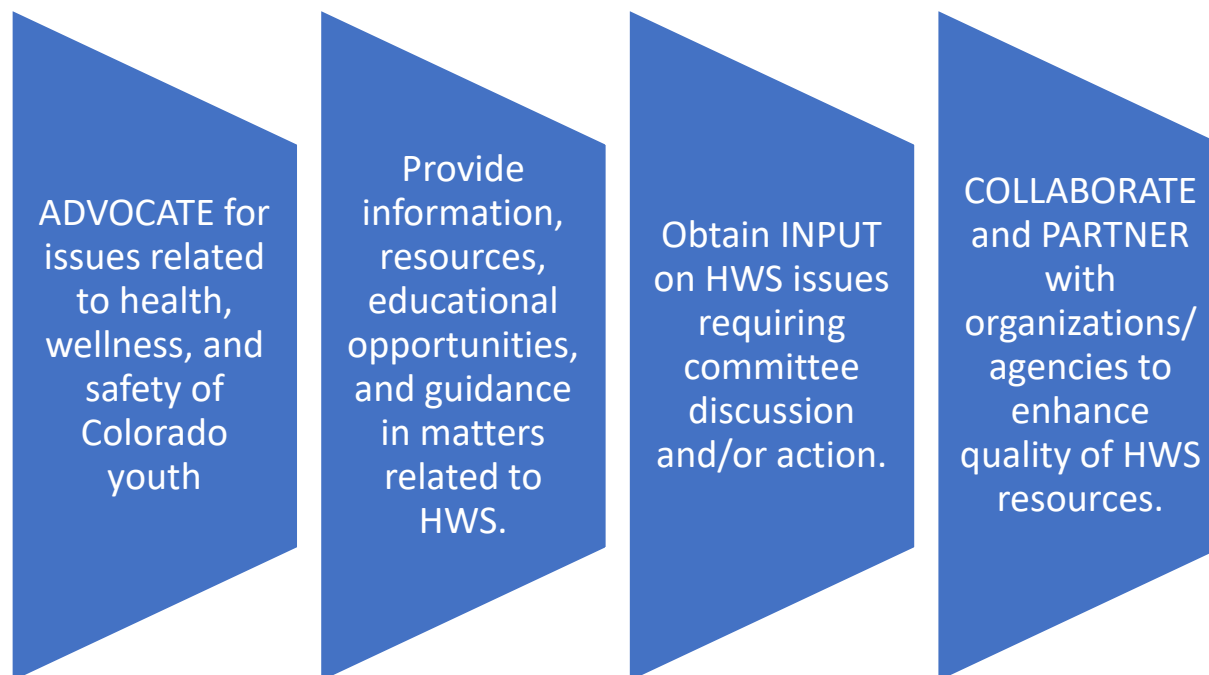 ADVOCATE for
issues related
to health,
wellness, and
safety of
Colorado
youth
Provide
information,
resources,
educational
opportunities,
and guidance
in matters
related to
HWS.
Obtain INPUT
on HWS issues
requiring
committee
discussion
and/or action.
COLLABORATE
and PARTNER
with
organizations/
agencies to
enhance
quality of HWS
resources.